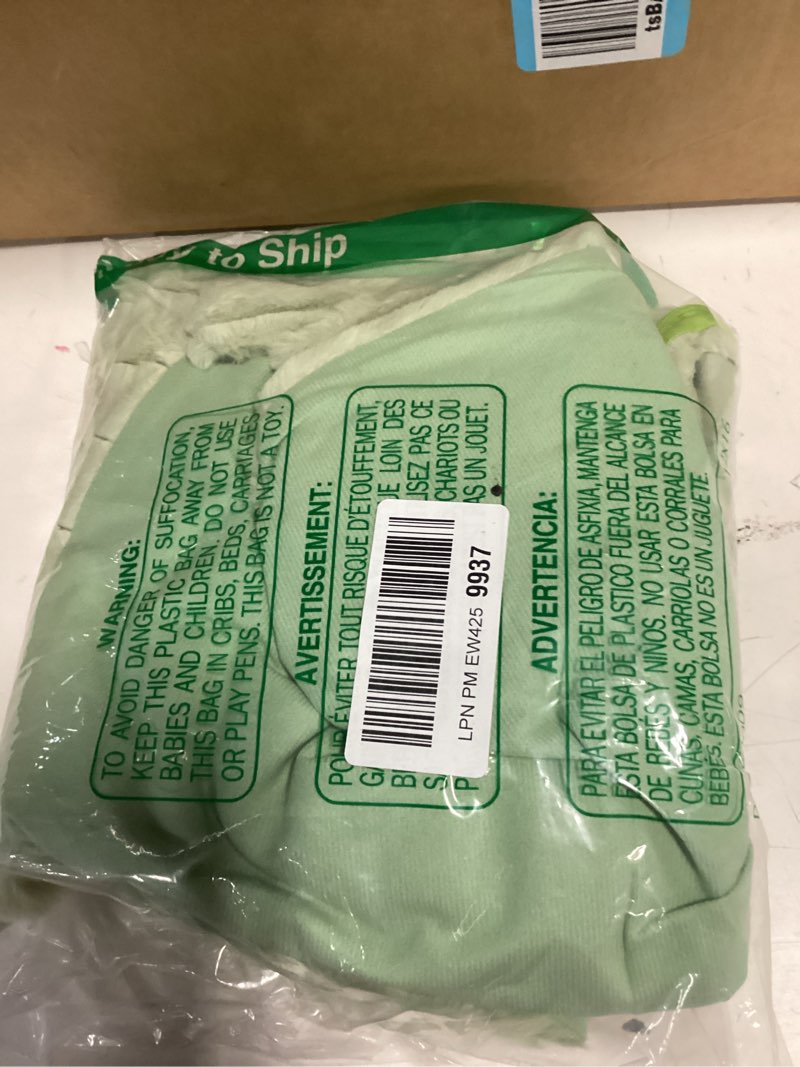 tsBA
to Ship
WARNING:
TO AVOID DANGER OF SUFFOCATION,
KEEP THIS PLASTIC BAG AWAY FROM
BABIES AND CHILDREN. DO NOT USE
THIS BAG IN CRIBS, BEDS, CARRIAGES
OR PLAY PENS. THIS BAG IS NOT A TOY.
AVERTISSEMENT:
POUR ÉVITER TOUT RISQUE D'ÉTOUFFEMENT,
LOIN DES
PAS CE
CHARIOTS OU
UN JOUET.
LPN PM EW425 9937
ADVERTENCIA:
PARA EVITAR EL PELIGRO DE ASFIXIA, MANTENGA
ESTA BOLSA DE PLASTICO FUERA DEL ALCANCE
DE BEBÉS Y NIÑOS. NO USAR ESTA BOLSA EN
CUNAS, CAMAS, CARRIOLAS O CORRALES PARA
BEBÉS. ESTA BOLSA NO ES UN JUGUETE.